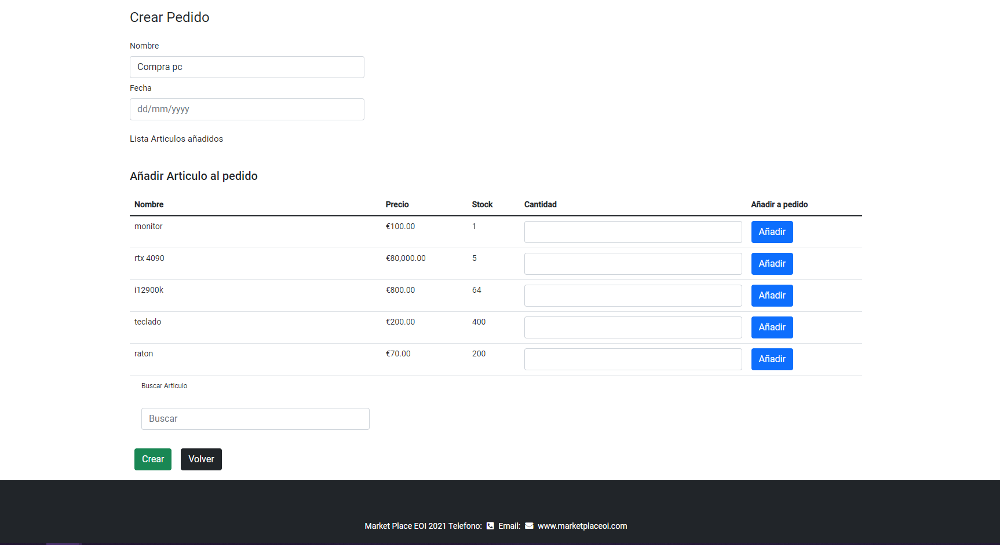 Crear Pedido
Nombre
Compra pc
Fecha
dd/mm/yyyy
Lista Articulos añadidos
Añadir Articulo al pedido
Nombre Precio Stock Cantidad Añadir a pedido
monitor €100.00 1 Añadir
rtx 4090 €80,000.00 5 Añadir
i12900k €800.00 64 Añadir
teclado €200.00 400 Añadir
raton €70.00 200 Añadir
Buscar Articulo
Buscar
Crear Volver
Market Place EOI 2021 Telefono: Email: www.marketplaceoi.com